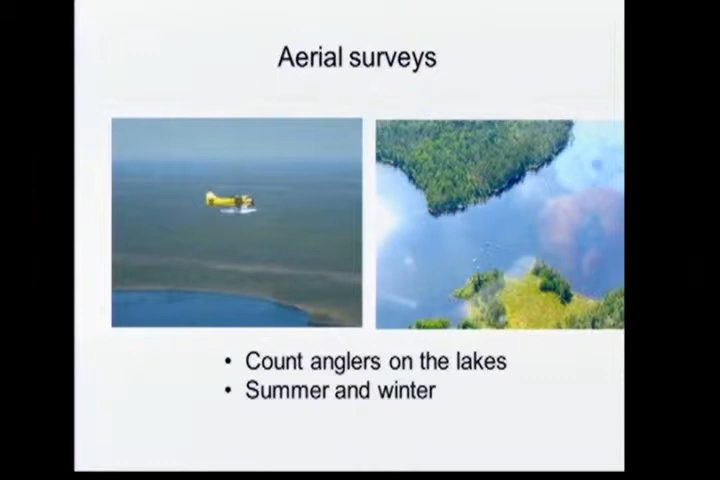 Aerial surveys
• Count anglers on the lakes
• Summer and winter